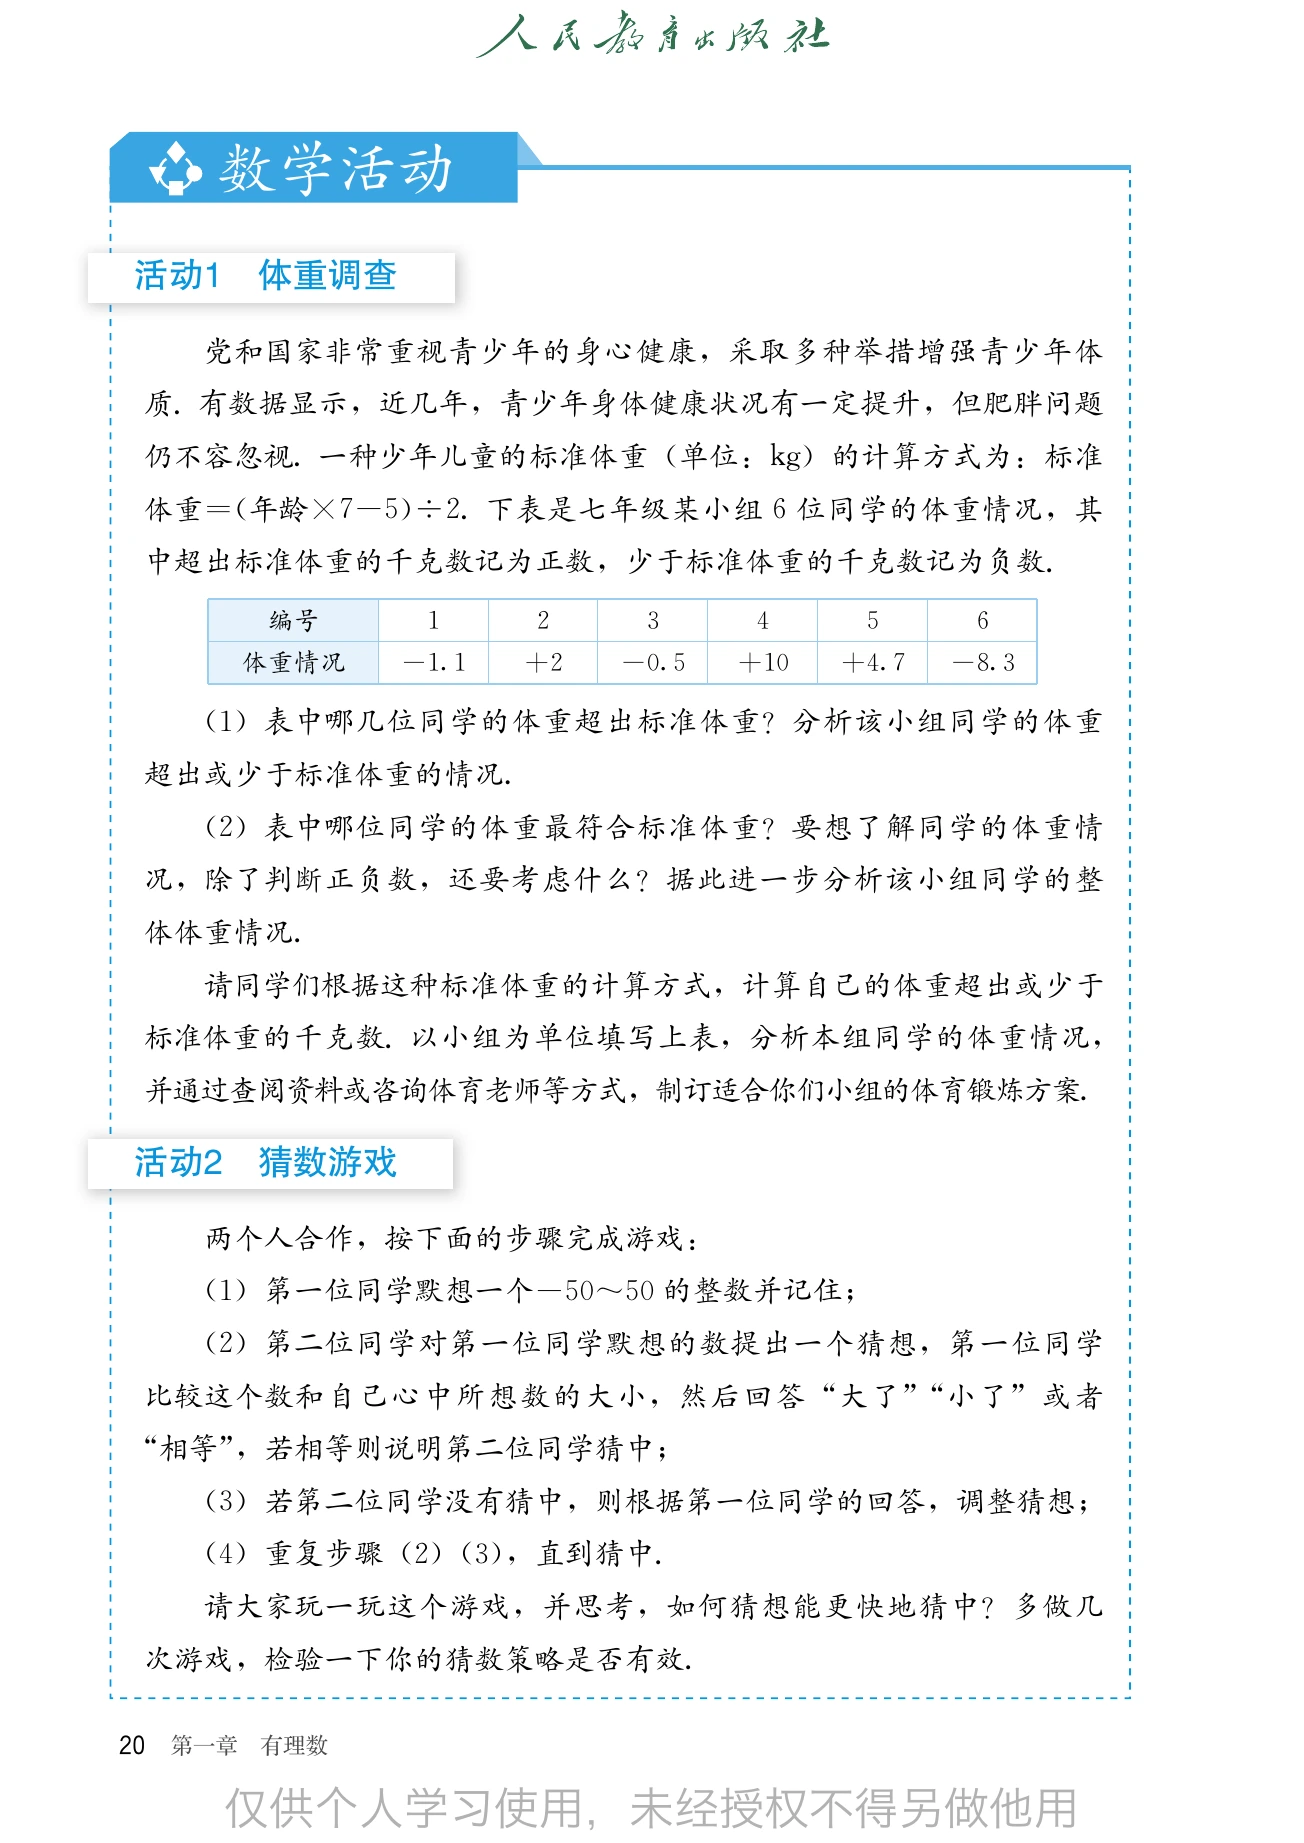 人民教育出版社
数学活动
活动1 体重调查
党和国家非常重视青少年的身心健康，采取多种举措增强青少年体
质. 有数据显示，近几年，青少年身体健康状况有一定提升，但肥胖问题
仍不容忽视. 一种少年儿童的标准体重（单位：kg）的计算方式为：标准
体重＝(年龄×7－5)÷2. 下表是七年级某小组 6 位同学的体重情况，其
中超出标准体重的千克数记为正数，少于标准体重的千克数记为负数.
编号 1 2 3 4 5 6
体重情况 －1.1 ＋2 －0.5 ＋10 ＋4.7 －8.3
（1）表中哪几位同学的体重超出标准体重？分析该小组同学的体重
超出或少于标准体重的情况.
（2）表中哪位同学的体重最符合标准体重？要想了解同学的体重情
况，除了判断正负数，还要考虑什么？据此进一步分析该小组同学的整
体体重情况.
请同学们根据这种标准体重的计算方式，计算自己的体重超出或少于
标准体重的千克数. 以小组为单位填写上表，分析本组同学的体重情况，
并通过查阅资料或咨询体育老师等方式，制订适合你们小组的体育锻炼方案.
活动2 猜数游戏
两个人合作，按下面的步骤完成游戏：
（1）第一位同学默想一个－50～50 的整数并记住；
（2）第二位同学对第一位同学默想的数提出一个猜想，第一位同学
比较这个数和自己心中所想数的大小，然后回答“大了”“小了”或者
“相等”，若相等则说明第二位同学猜中；
（3）若第二位同学没有猜中，则根据第一位同学的回答，调整猜想；
（4）重复步骤（2）（3），直到猜中.
请大家玩一玩这个游戏，并思考，如何猜想能更快地猜中？多做几
次游戏，检验一下你的猜数策略是否有效.
20 第一章 有理数
仅供个人学习使用，未经授权不得另做他用